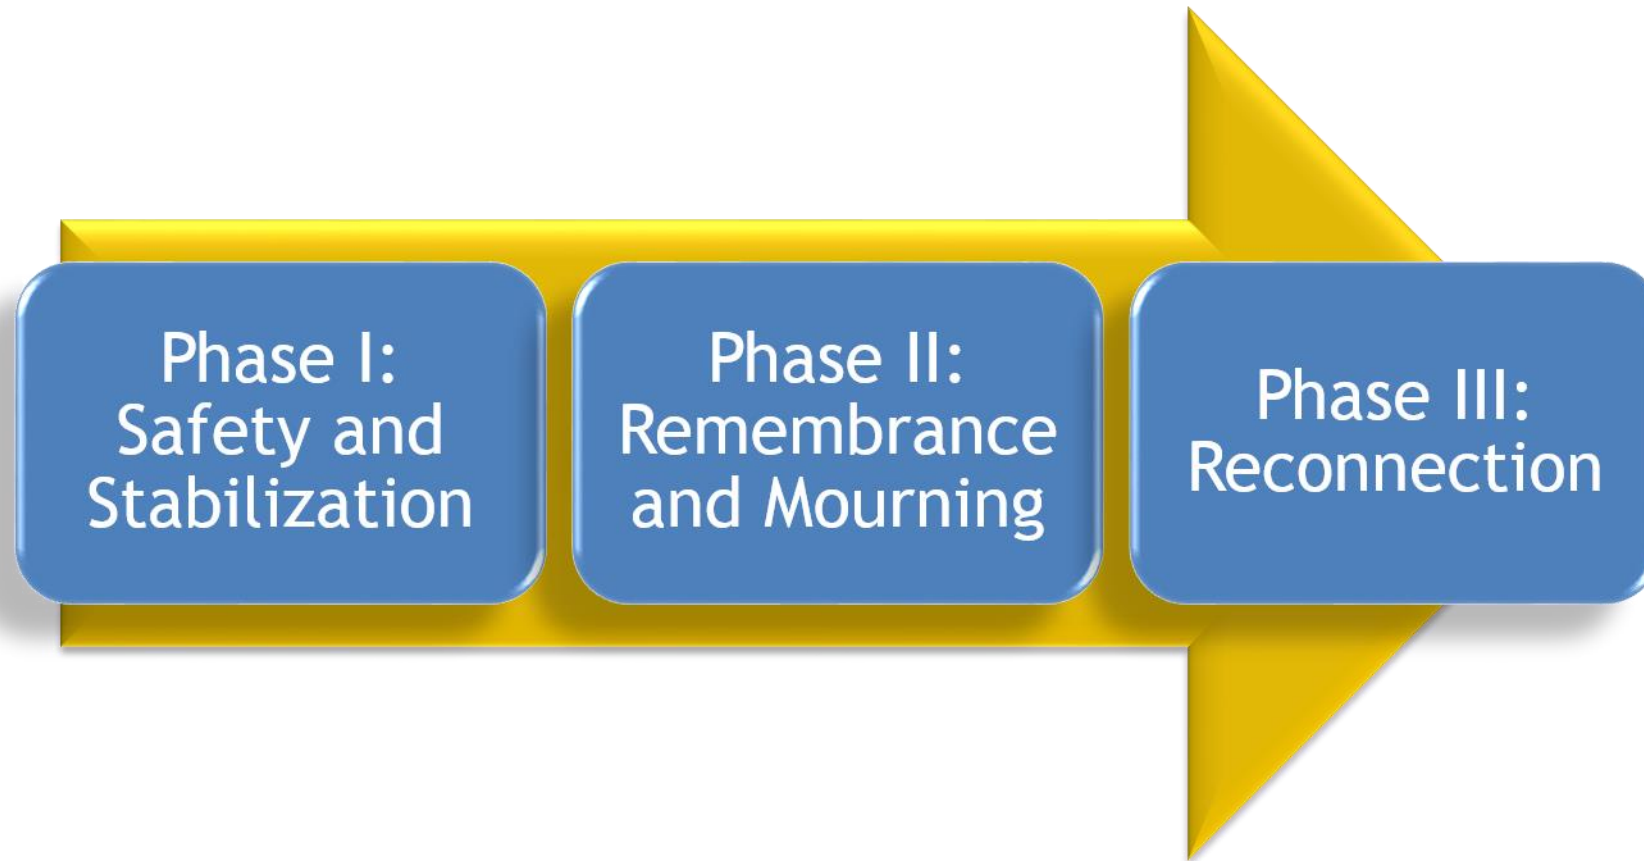 Phase I:
Safety and
Stabilization
Phase II:
Remembrance
and Mourning
Phase III:
Reconnection